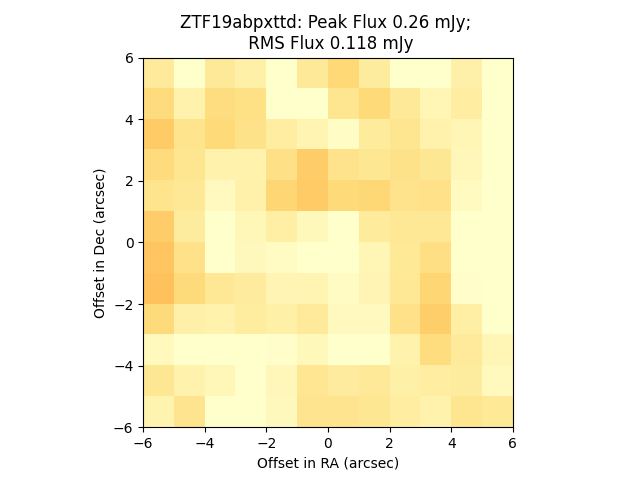 ZTF19abpxttd: Peak Flux 0.26 mJy;
RMS Flux 0.118 mJy
6
4
2
0
−2
−4
−6
Offset in Dec (arcsec)
−6 −4 −2 0 2 4 6
Offset in RA (arcsec)